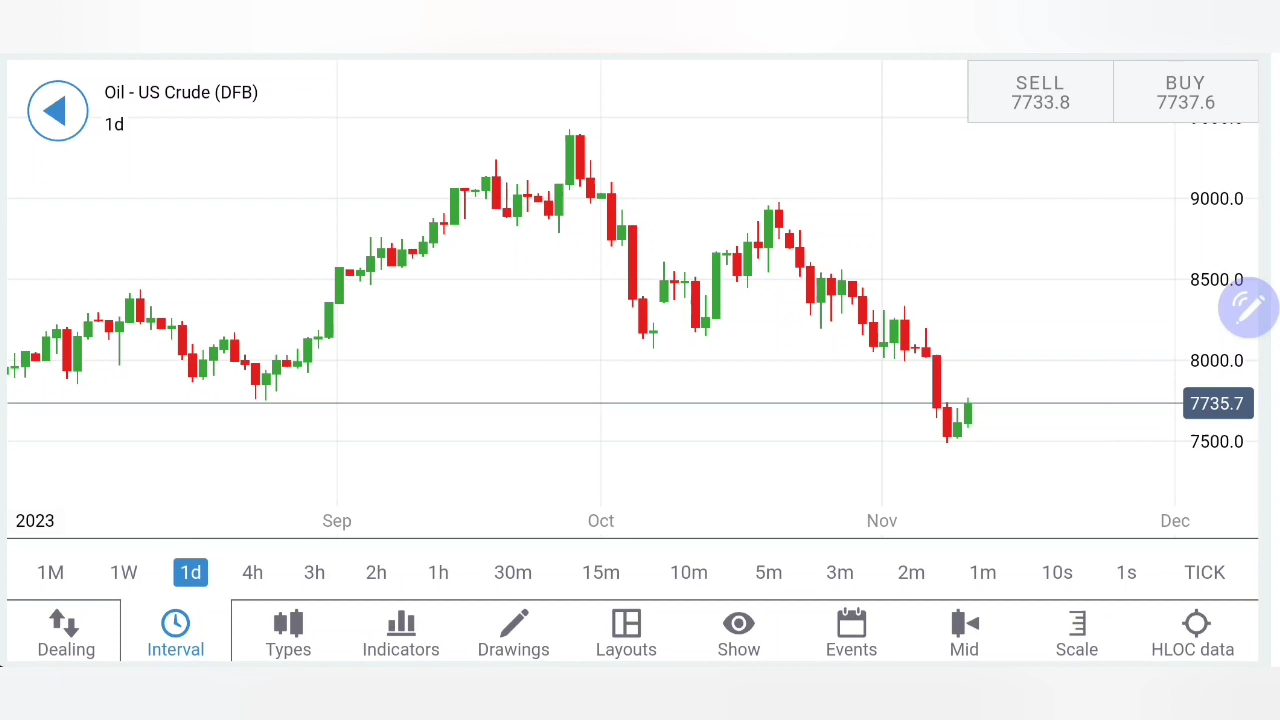 Oil - US Crude (DFB)
1d
SELL
7733.8
BUY
7737.6
9000.0
8500.0
8000.0
7735.7
7500.0
2023 Sep Oct Nov Dec
1M 1W 1d 4h 3h 2h 1h 30m 15m 10m 5m 3m 2m 1m 10s 1s TICK
Dealing Interval Types Indicators Drawings Layouts Show Events Mid Scale HLOC data